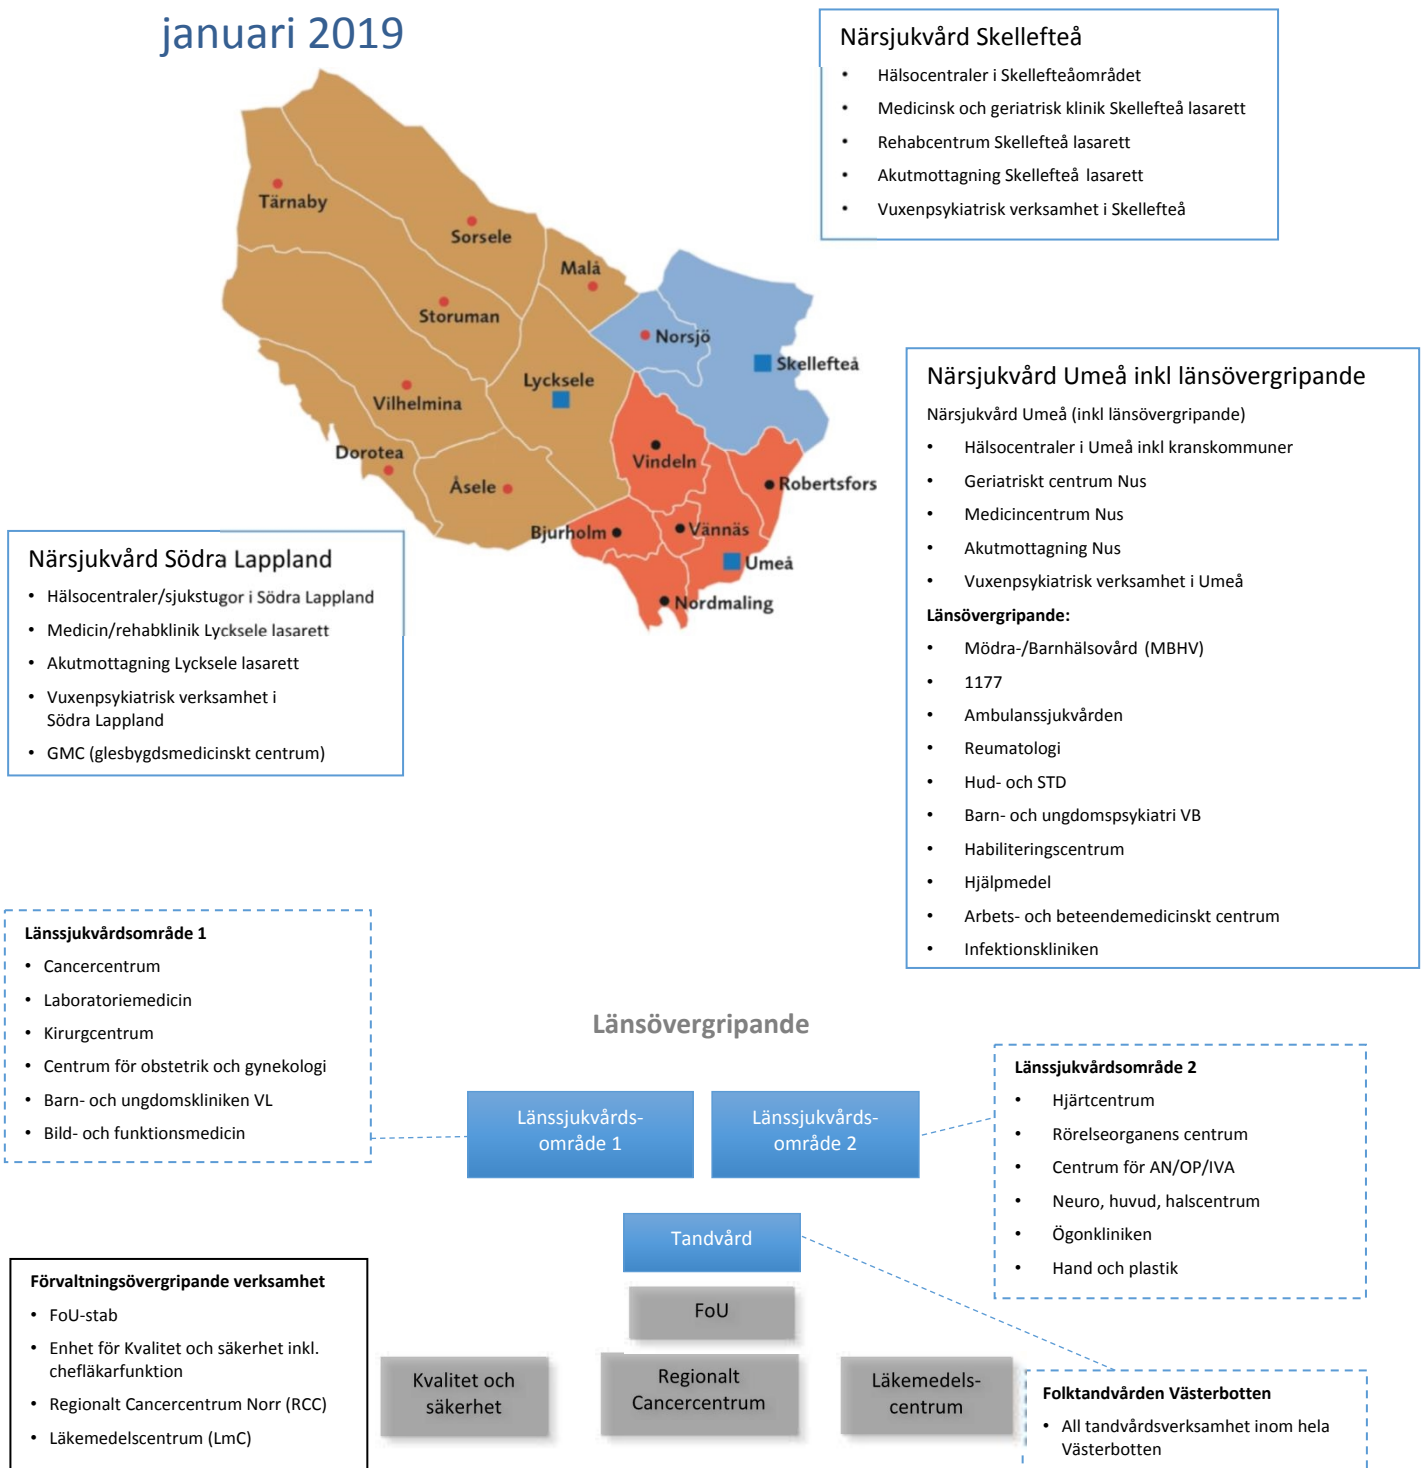 januari 2019
Närsjukvård Skellefteå
• Hälsocentraler i Skellefteåområdet
• Medicinsk och geriatrisk klinik Skellefteå lasarett
• Rehabcentrum Skellefteå lasarett
• Akutmottagning Skellefteå lasarett
• Vuxenpsykiatrisk verksamhet i Skellefteå
Tärnaby
Sorsele
Malå
Storuman
Norsjö
Skellefteå
Lycksele
Vilhelmina
Dorotea
Åsele
Vindeln
Robertsfors
Bjurholm
Vännäs
Umeå
Nordmaling
Närsjukvård Umeå inkl länsövergripande
Närsjukvård Umeå (inkl länsövergripande)
• Hälsocentraler i Umeå inkl kranskommuner
• Geriatriskt centrum Nus
• Medicincentrum Nus
• Akutmottagning Nus
• Vuxenpsykiatrisk verksamhet i Umeå
Länsövergripande:
• Mödra-/Barnhälsovård (MBHV)
• 1177
• Ambulanssjukvården
• Reumatologi
• Hud- och STD
• Barn- och ungdomspsykiatri VB
• Habiliteringscentrum
• Hjälpmedel
• Arbets- och beteendemedicinskt centrum
• Infektionskliniken
Närsjukvård Södra Lappland
• Hälsocentraler/sjukstugor i Södra Lappland
• Medicin/rehabklinik Lycksele lasarett
• Akutmottagning Lycksele lasarett
• Vuxenpsykiatrisk verksamhet i
Södra Lappland
• GMC (glesbygdsmedicinskt centrum)
Länssjukvårdsområde 1
• Cancercentrum
• Laboratoriemedicin
• Kirurgcentrum
• Centrum för obstetrik och gynekologi
• Barn- och ungdomskliniken VL
• Bild- och funktionsmedicin
Länsövergripande
Länssjukvårds-
område 1
Länssjukvårds-
område 2
Länssjukvårdsområde 2
• Hjärtcentrum
• Rörelseorganens centrum
• Centrum för AN/OP/IVA
• Neuro, huvud, halscentrum
• Ögonkliniken
• Hand och plastik
Tandvård
FoU
Kvalitet och
säkerhet
Regionalt
Cancercentrum
Läkemedels-
centrum
Förvaltningsövergripande verksamhet
• FoU-stab
• Enhet för Kvalitet och säkerhet inkl.
chefläkarfunktion
• Regionalt Cancercentrum Norr (RCC)
• Läkemedelscentrum (LmC)
Folktandvården Västerbotten
• All tandvårdsverksamhet inom hela
Västerbotten